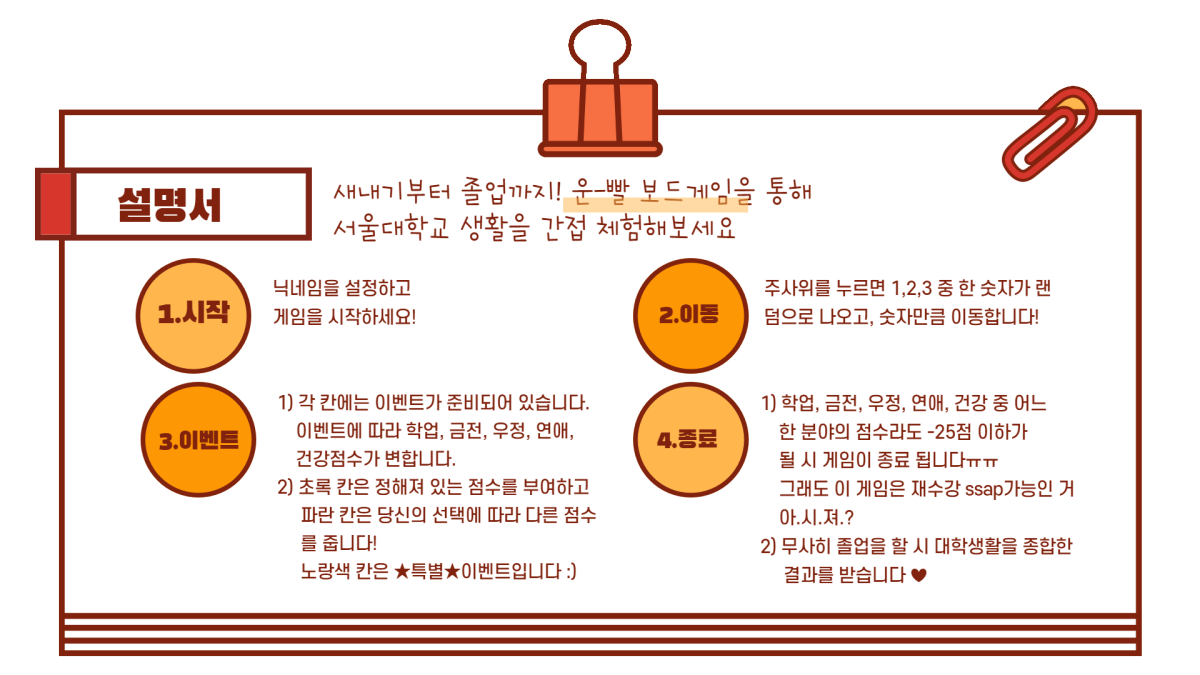 설명서
새내기부터 졸업까지! 운-빨 보드게임을 통해
서울대학교 생활을 간접 체험해보세요
1.시작
닉네임을 설정하고
게임을 시작하세요!
2.이동
주사위를 누르면 1,2,3 중 한 숫자가 랜
덤으로 나오고, 숫자만큼 이동합니다!
3.이벤트
1) 각 칸에는 이벤트가 준비되어 있습니다.
이벤트에 따라 학업, 금전, 우정, 연애,
건강점수가 변합니다.
2) 초록 칸은 정해져 있는 점수를 부여하고
파란 칸은 당신의 선택에 따라 다른 점수
를 줍니다!
노랑색 칸은 ★특별★이벤트입니다 :)
4.종료
1) 학업, 금전, 우정, 연애, 건강 중 어느
한 분야의 점수라도 -25점 이하가
될 시 게임이 종료 됩니다ㅠㅠ
그래도 이 게임은 재수강 ssap가능인 거
아.시.져.?
2) 무사히 졸업을 할 시 대학생활을 종합한
결과를 받습니다 ♥